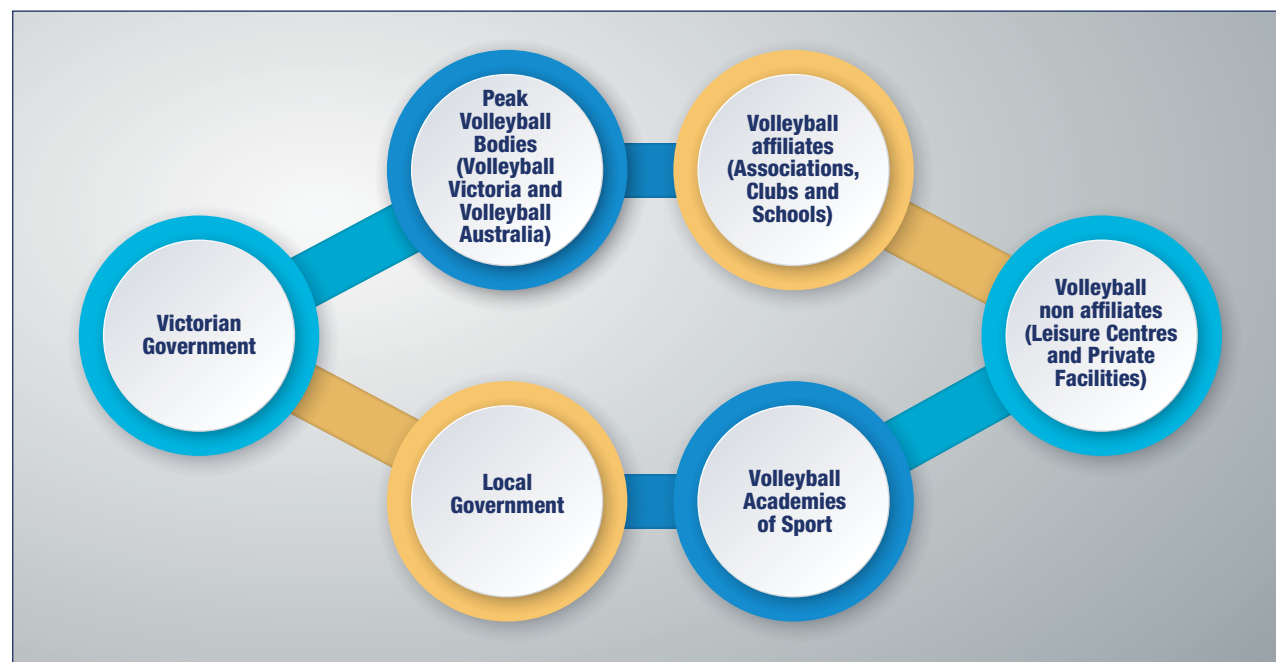 Peak
Volleyball
Bodies
(Volleyball
Victoria and
Volleyball
Australia)
Volleyball
affiliates
(Associations,
Clubs and
Schools)
Victorian
Government
Volleyball
non affiliates
(Leisure Centres
and Private
Facilities)
Local
Government
Volleyball
Academies
of Sport